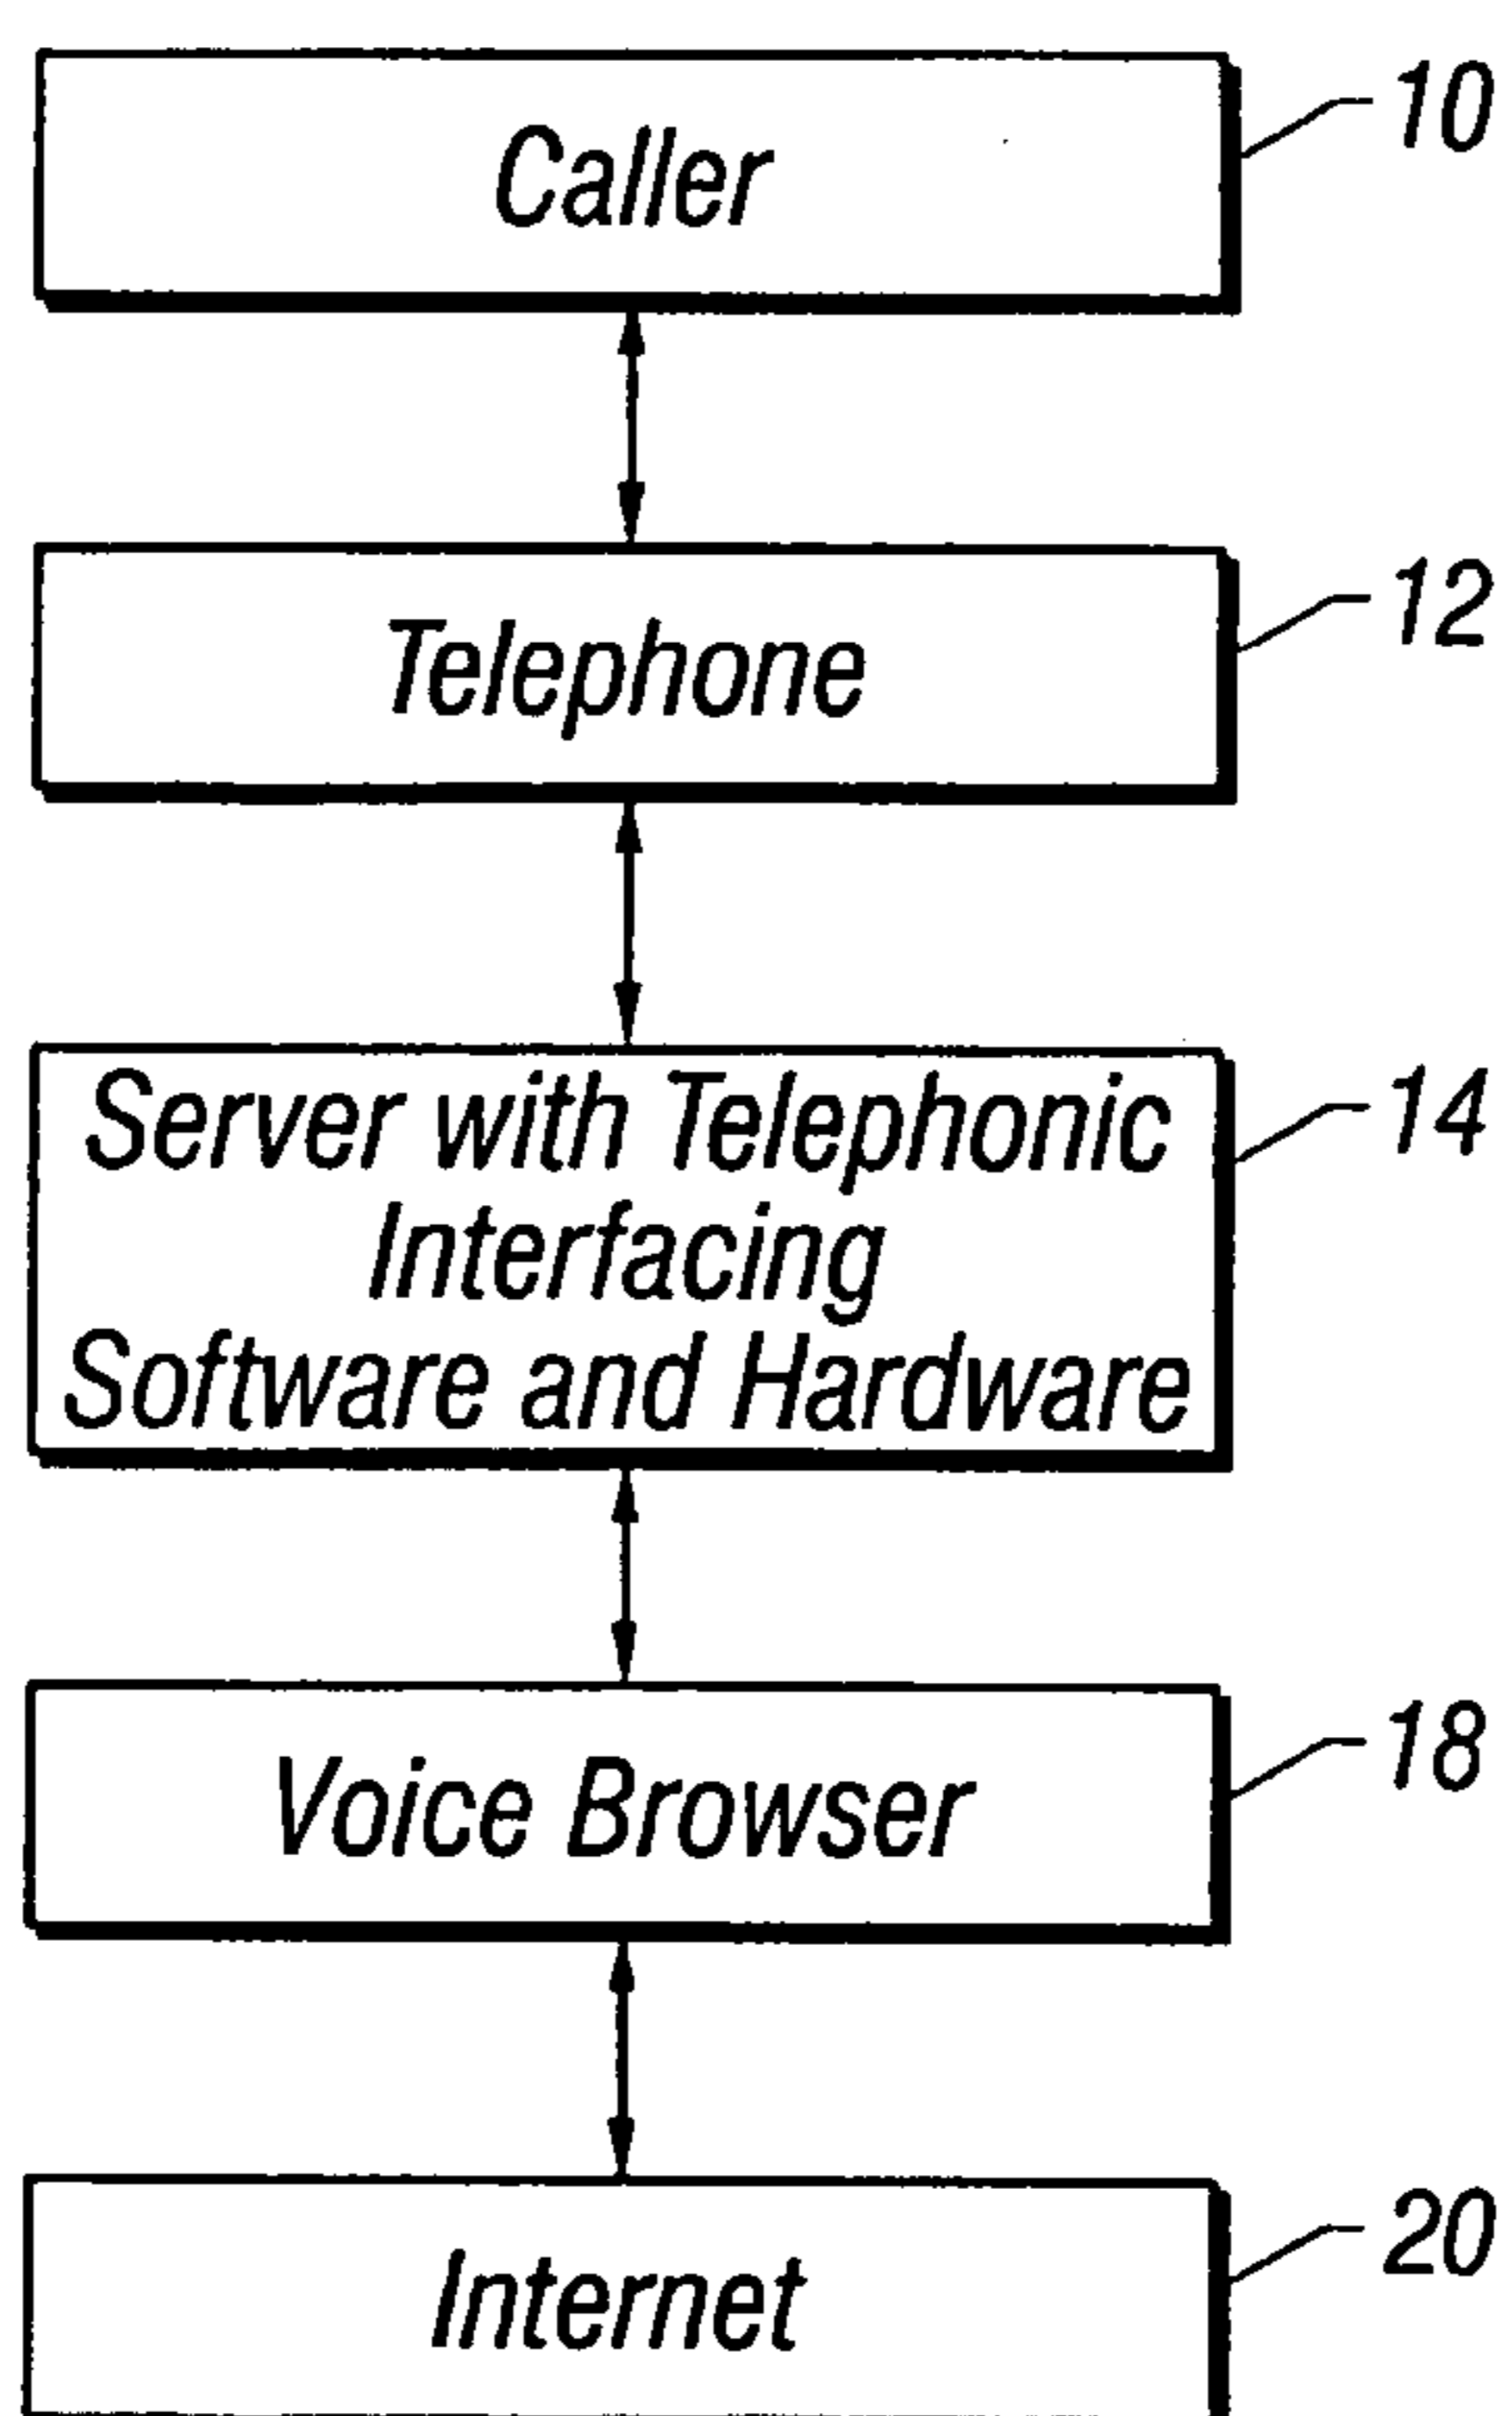 Caller
10
Telephone
12
Server with Telephonic
Interfacing
Software and Hardware
14
Voice Browser
18
Internet
20